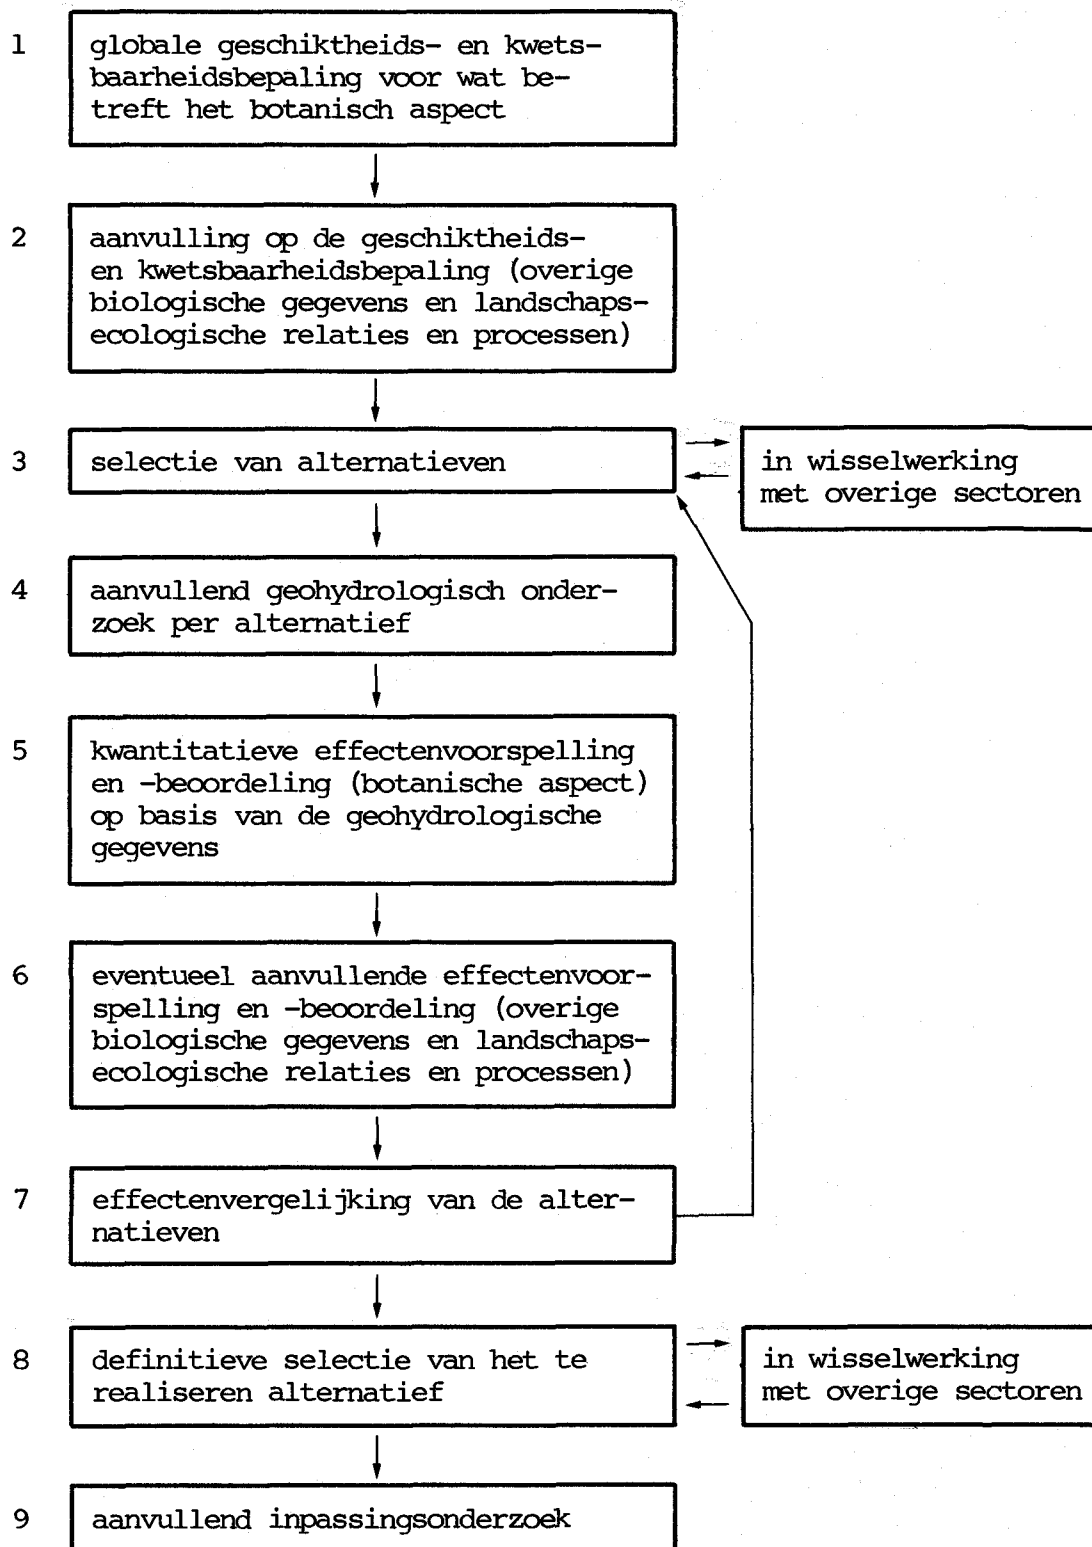 1 globale geschiktheids- en kwets-
baarheidsbepaling voor wat be-
treft het botanisch aspect
2 aanvulling op de geschiktheids-
en kwetsbaarheidsbepaling (overige
biologische gegevens en landschaps-
ecologische relaties en processen)
3 selectie van alternatieven
in wisselwerking
met overige sectoren
4 aanvullend geohydrologisch onder-
zoek per alternatief
5 kwantitatieve effectenvoorspelling
en -beoordeling (botanische aspect)
op basis van de geohydrologische
gegevens
6 eventueel aanvullende effectenvoor-
spelling en -beoordeling (overige
biologische gegevens en landschaps-
ecologische relaties en processen)
7 effectenvergelijking van de alter-
natieven
8 definitieve selectie van het te
realiseren alternatief
in wisselwerking
met overige sectoren
9 aanvullend inpassingsonderzoek